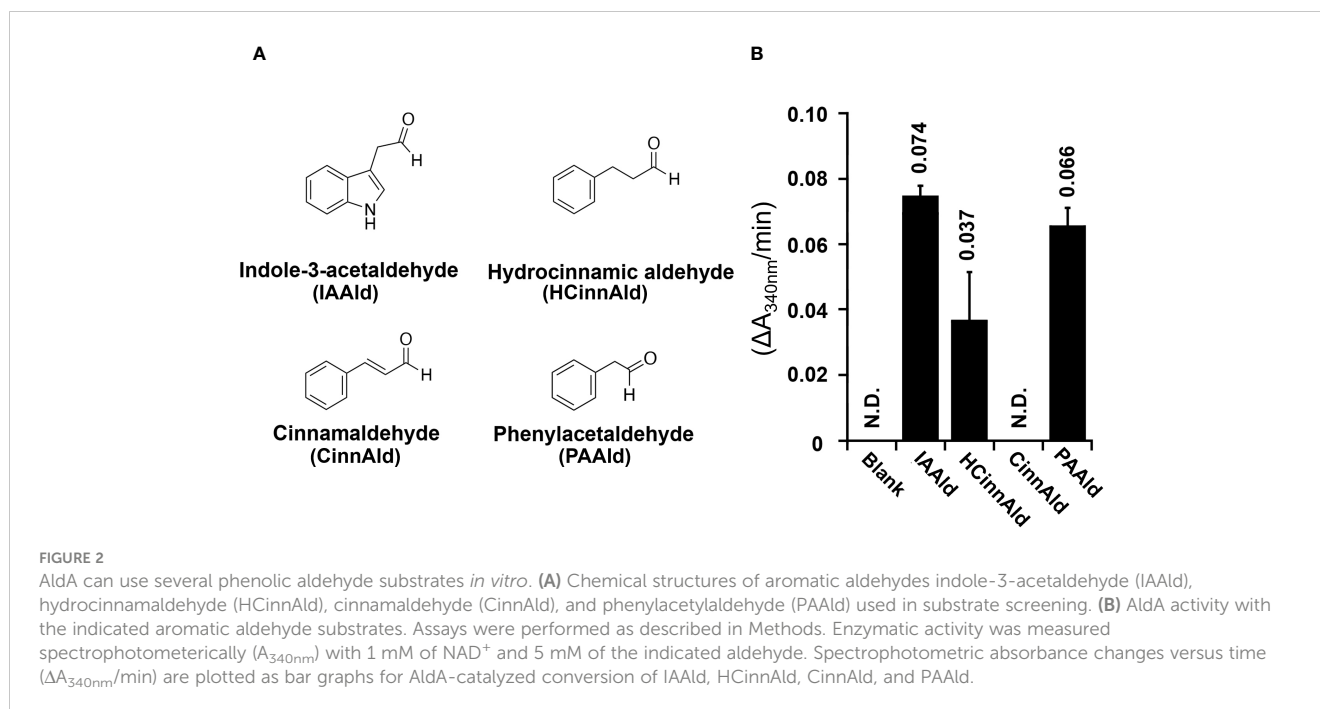 A
O
H
N
H
Indole-3-acetaldehyde
(IAAld)
O
H
Hydrocinnamic aldehyde
(HCinnAld)
O
H
Cinnamaldehyde
(CinnAld)
O
H
Phenylacetaldehyde
(PAAld)
B
(ΔA340nm/min)
0.10
0.08
0.06
0.04
0.02
0
N.D.
0.074
0.037
N.D.
0.066
Blank
IAAld
HCinnAld
CinnAld
PAAld
FIGURE 2
AldA can use several phenolic aldehyde substrates in vitro. (A) Chemical structures of aromatic aldehydes indole-3-acetaldehyde (IAAld),
hydrocinnamaldehyde (HCinnAld), cinnamaldehyde (CinnAld), and phenylacetylaldehyde (PAAld) used in substrate screening. (B) AldA activity with
the indicated aromatic aldehyde substrates. Assays were performed as described in Methods. Enzymatic activity was measured
spectrophotometerically (A340nm) with 1 mM of NAD+ and 5 mM of the indicated aldehyde. Spectrophotometric absorbance changes versus time
(ΔA340nm/min) are plotted as bar graphs for AldA-catalyzed conversion of IAAld, HCinnAld, CinnAld, and PAAld.